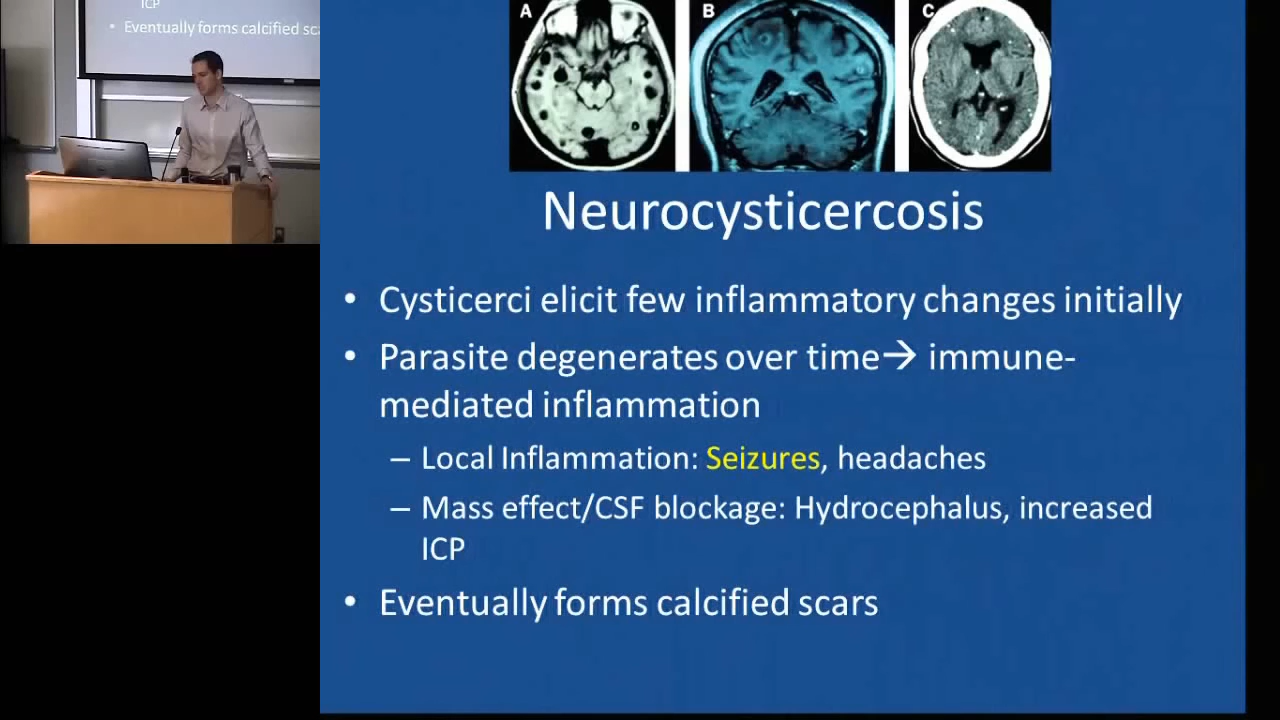 ICP
• Eventually forms calcified sca
A B C
Neurocysticercosis
• Cysticerci elicit few inflammatory changes initially
• Parasite degenerates over time→ immune-
mediated inflammation
– Local Inflammation: Seizures, headaches
– Mass effect/CSF blockage: Hydrocephalus, increased
ICP
• Eventually forms calcified scars